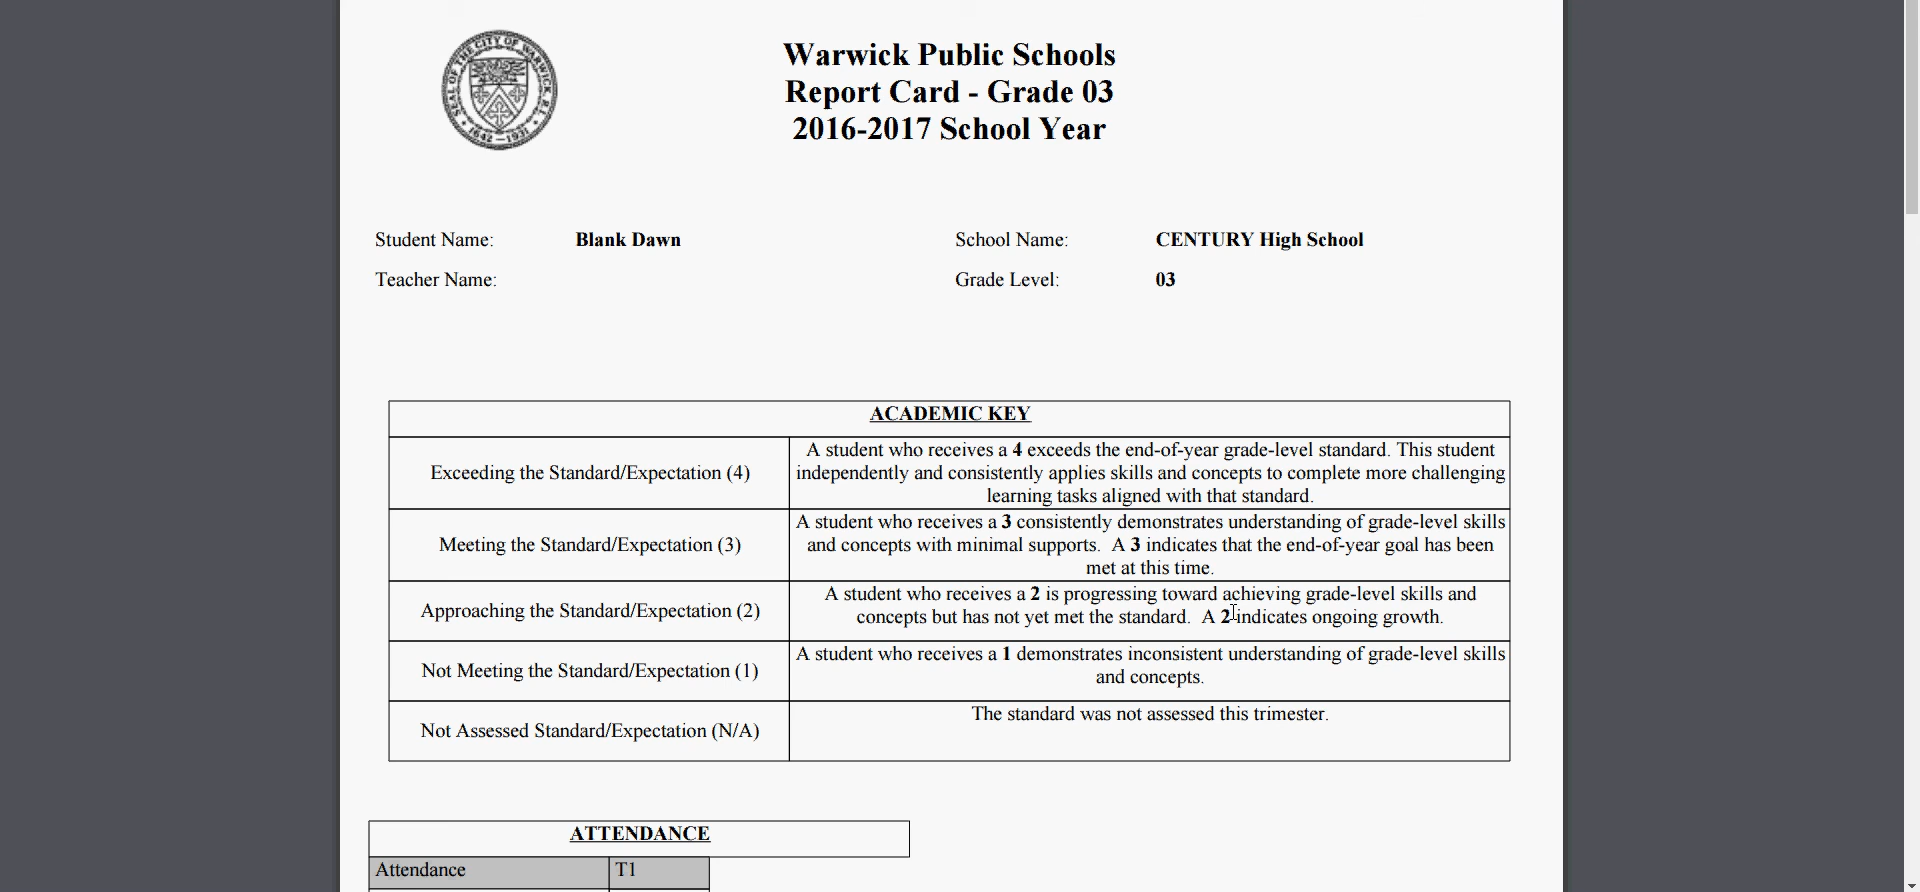 SEAL OF THE CITY OF WARWICK, R.I.
1642-1931
Warwick Public Schools
Report Card - Grade 03
2016-2017 School Year
Student Name: Blank Dawn School Name: CENTURY High School
Teacher Name: Grade Level: 03
ACADEMIC KEY
Exceeding the Standard/Expectation (4)
A student who receives a 4 exceeds the end-of-year grade-level standard. This student
independently and consistently applies skills and concepts to complete more challenging
learning tasks aligned with that standard.
Meeting the Standard/Expectation (3)
A student who receives a 3 consistently demonstrates understanding of grade-level skills
and concepts with minimal supports. A 3 indicates that the end-of-year goal has been
met at this time.
Approaching the Standard/Expectation (2)
A student who receives a 2 is progressing toward achieving grade-level skills and
concepts but has not yet met the standard. A 2 indicates ongoing growth.
Not Meeting the Standard/Expectation (1)
A student who receives a 1 demonstrates inconsistent understanding of grade-level skills
and concepts.
Not Assessed Standard/Expectation (N/A)
The standard was not assessed this trimester.
ATTENDANCE
Attendance T1